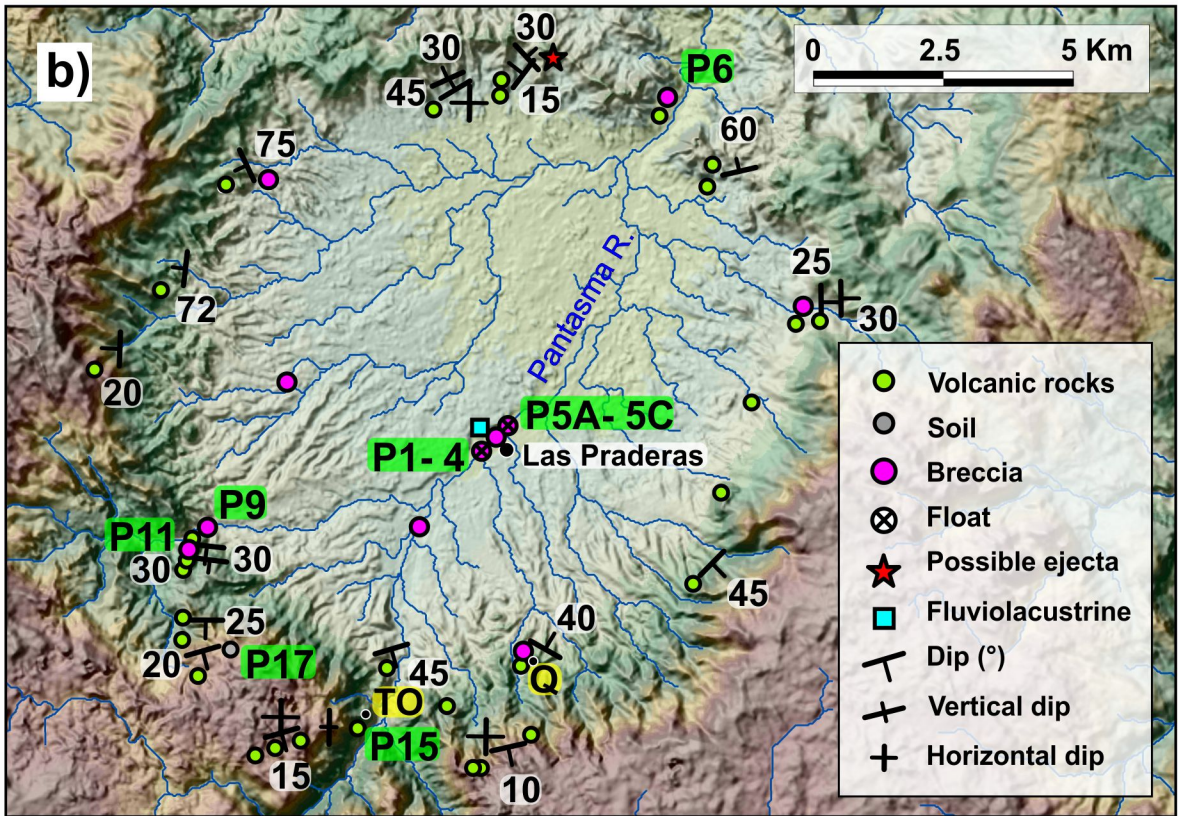 b)
30
30
45
15
P6
0 2.5 5 Km
60
75
72
20
Pantasma R.
25
30
P5A- 5C
P1- 4
Las Praderas
P9
P11
30
30
25
20
P17
45
40
45
Q
TO
P15
15
10
Volcanic rocks
Soil
Breccia
Float
Possible ejecta
Fluviolacustrine
Dip (°)
Vertical dip
Horizontal dip